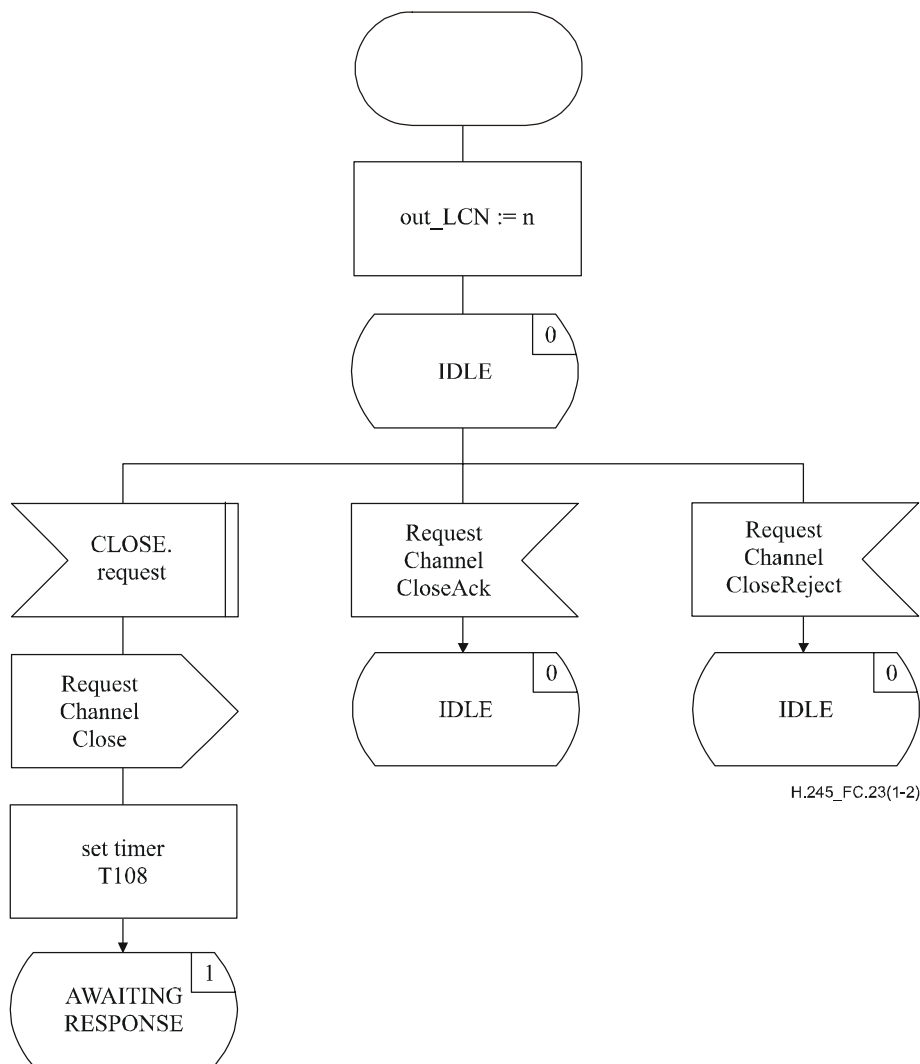 out_LCN := n
0
IDLE
CLOSE.
request
Request
Channel
CloseAck
Request
Channel
CloseReject
Request
Channel
Close
0
IDLE
0
IDLE
H.245_FC.23(1-2)
set timer
T108
1
AWAITING
RESPONSE